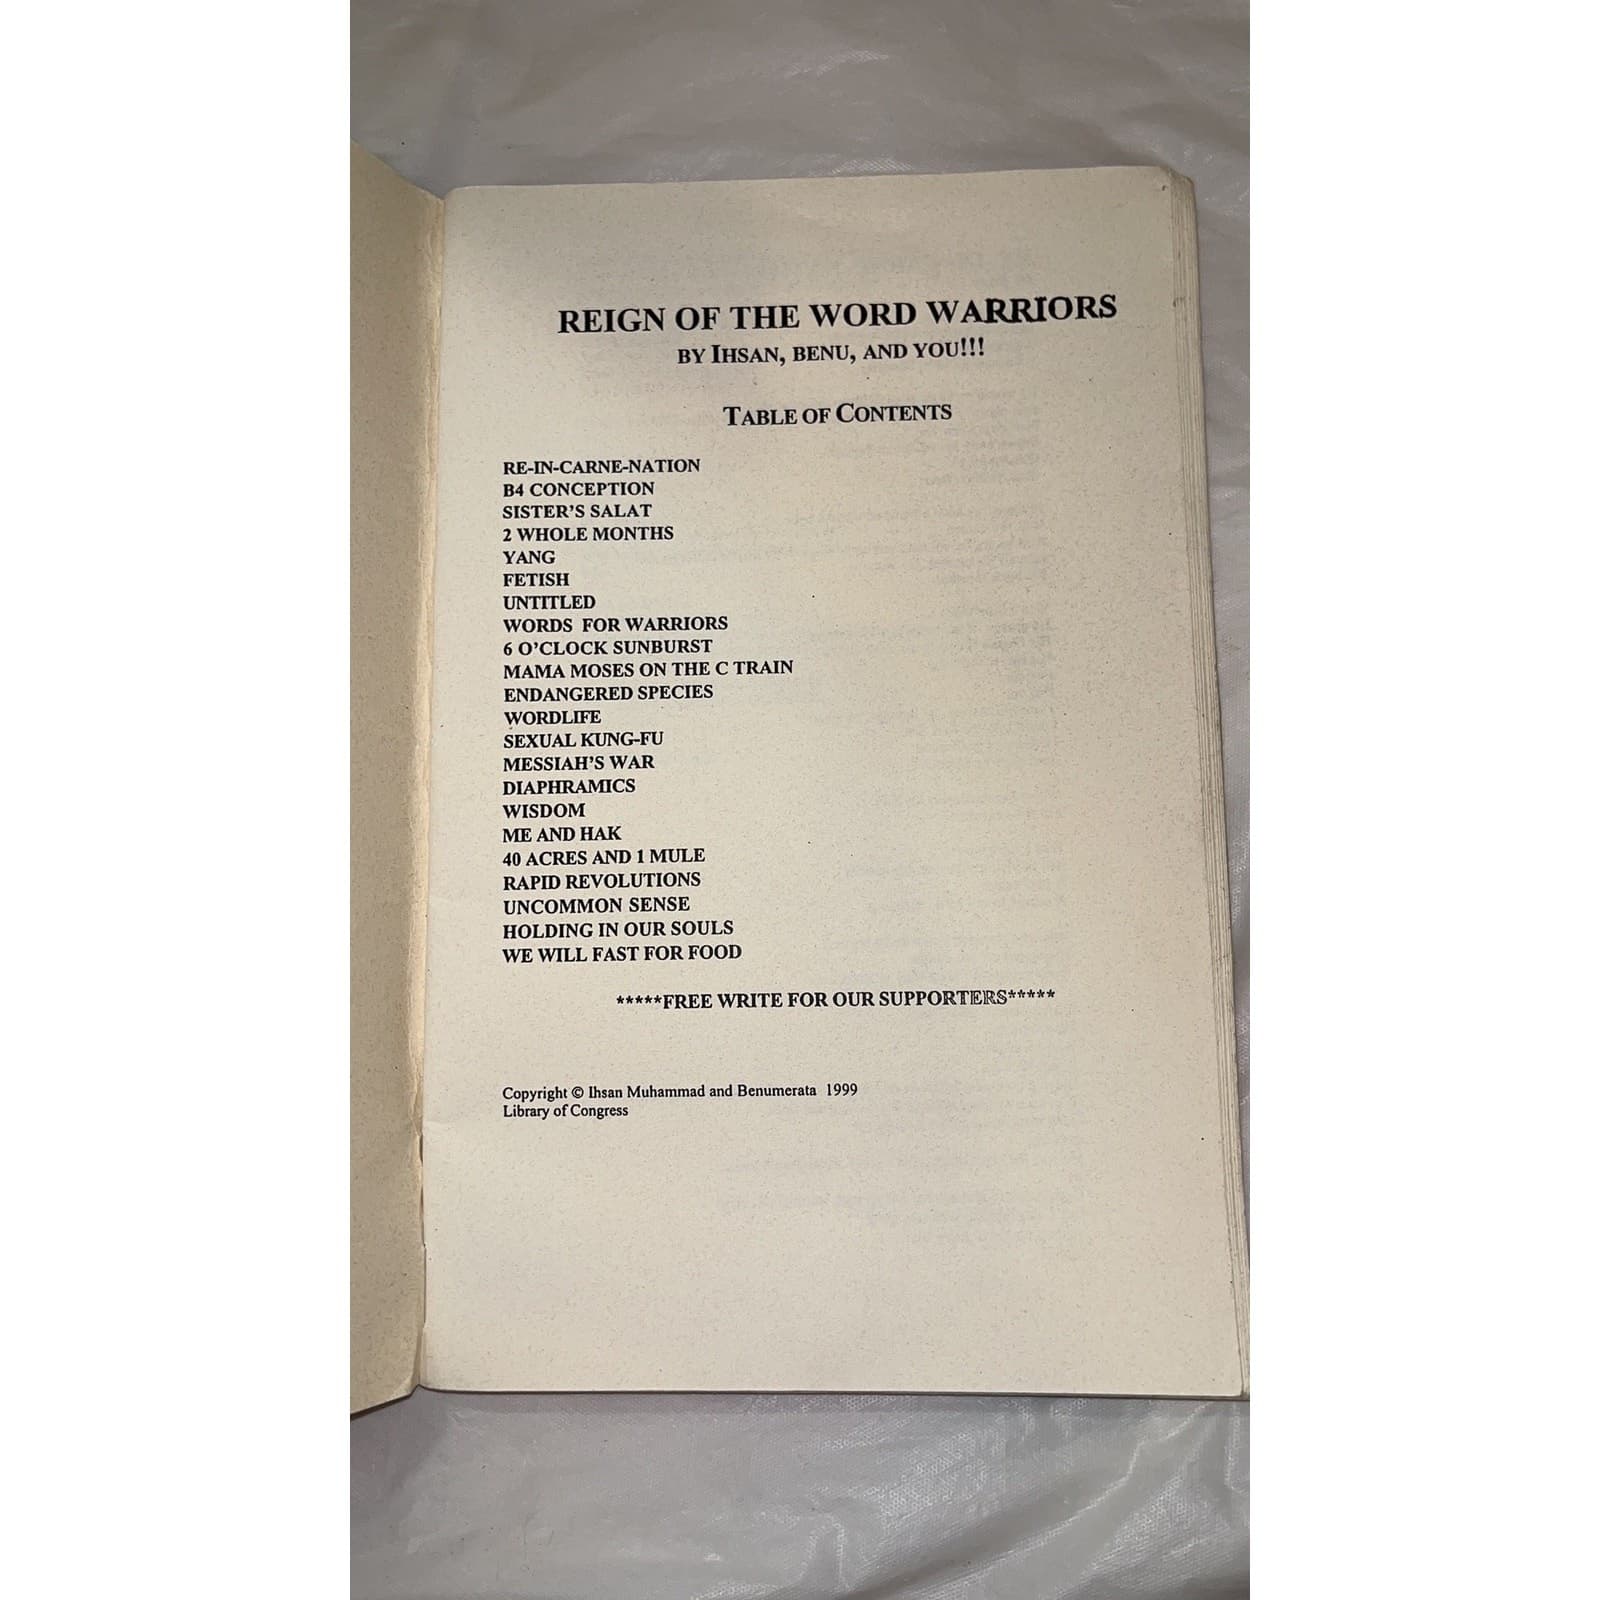 REIGN OF THE WORD WARRIORS
BY IHSAN, BENU, AND YOU!!!
TABLE OF CONTENTS
RE-IN-CARNE-NATION
B4 CONCEPTION
SISTER'S SALAT
2 WHOLE MONTHS
YANG
FETISH
UNTITLED
WORDS FOR WARRIORS
6 O'CLOCK SUNBURST
MAMA MOSES ON THE C TRAIN
ENDANGERED SPECIES
WORDLIFE
SEXUAL KUNG-FU
MESSIAH'S WAR
DIAPHRAMICS
WISDOM
ME AND HAK
40 ACRES AND 1 MULE
RAPID REVOLUTIONS
UNCOMMON SENSE
HOLDING IN OUR SOULS
WE WILL FAST FOR FOOD
*****FREE WRITE FOR OUR SUPPORTERS*****
Copyright © Ihsan Muhammad and Benumerata 1999
Library of Congress